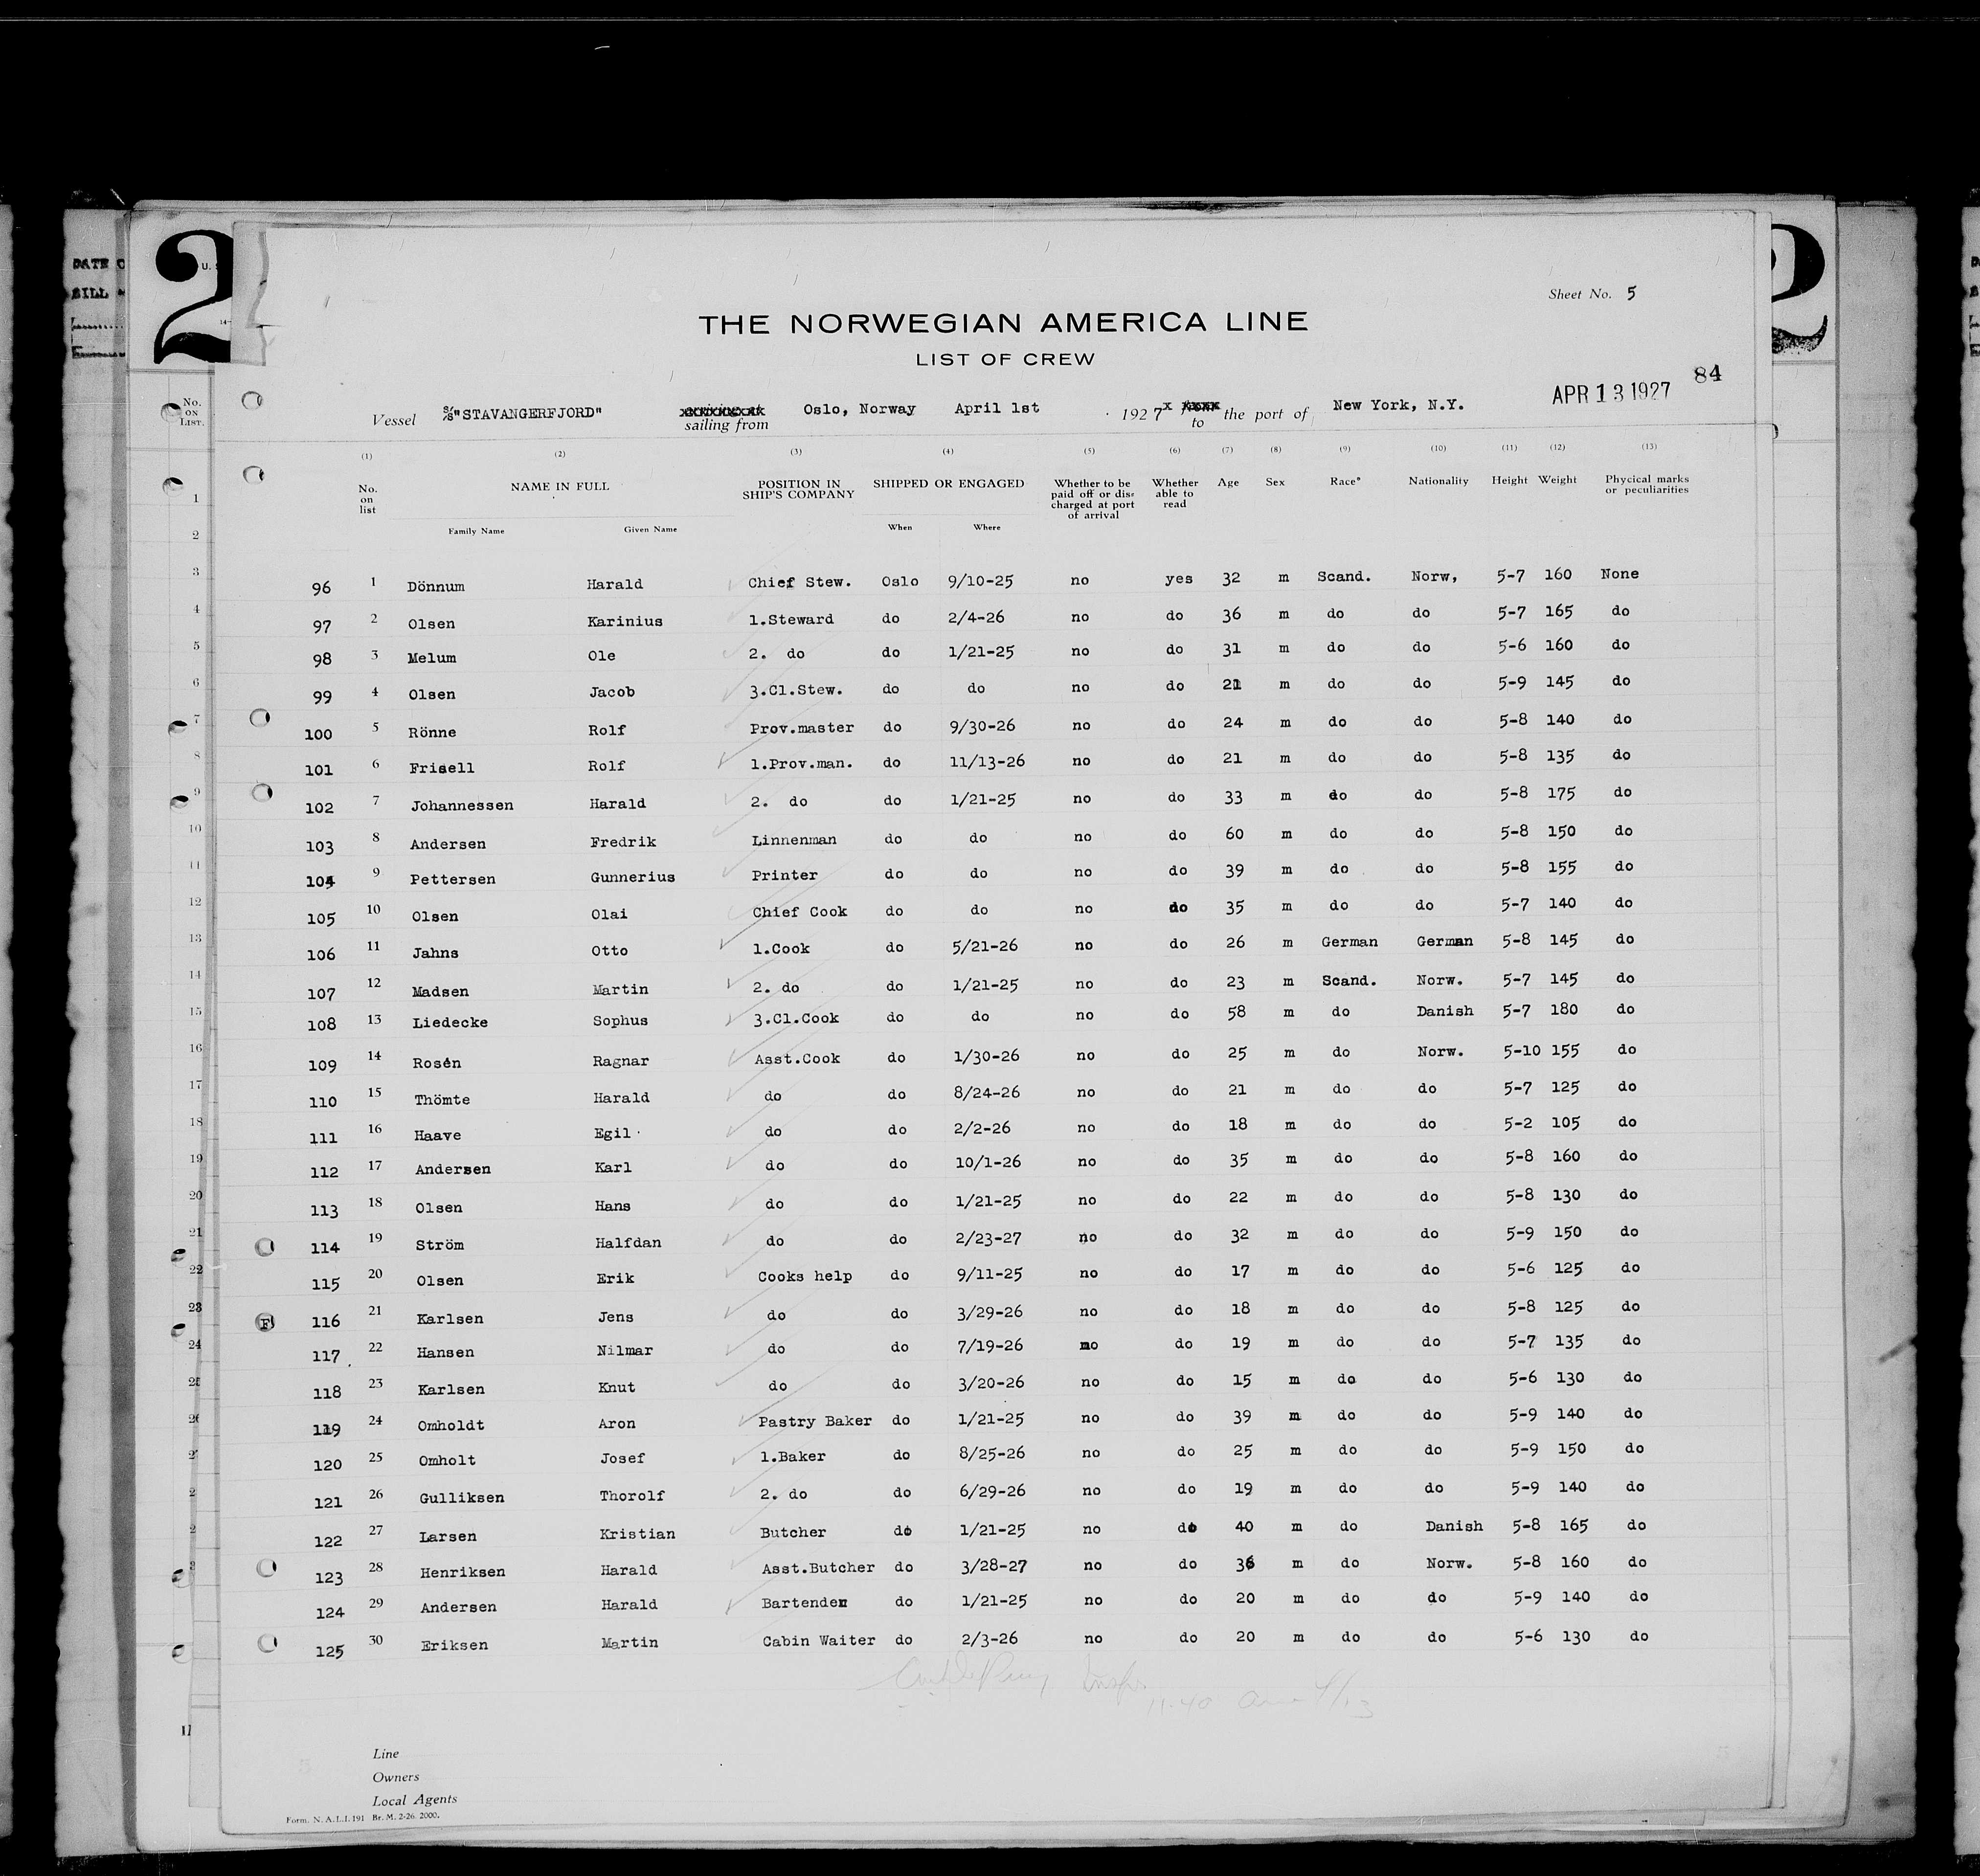 Sheet No. 5
THE NORWEGIAN AMERICA LINE
LIST OF CREW
84
APR 13 1927
Vessel S/S "STAVANGERFJORD" sailing from Oslo, Norway April 1st 1927 to the port of New York, N.Y.
(1) (2) (3) (4) (5) (6) (7) (8) (9) (10) (11) (12) (13)
No. on list NAME IN FULL POSITION IN SHIP'S COMPANY SHIPPED OR ENGAGED Whether to be paid off or discharged at port of arrival Whether able to read Age Sex Race* Nationality Height Weight Phycical marks or peculiarities
Family Name Given Name When Where
96 1 Dönnum Harald Chief Stew. Oslo 9/10-25 no yes 32 m Scand. Norw, 5-7 160 None
97 2 Olsen Karinius 1.Steward do 2/4-26 no do 36 m do do 5-7 165 do
98 3 Melum Ole 2. do do 1/21-25 no do 31 m do do 5-6 160 do
99 4 Olsen Jacob 3.Cl.Stew. do do no do 21 m do do 5-9 145 do
100 5 Rönne Rolf Prov.master do 9/30-26 no do 24 m do do 5-8 140 do
101 6 Frisell Rolf 1.Prov.man. do 11/13-26 no do 21 m do do 5-8 135 do
102 7 Johannessen Harald 2. do do 1/21-25 no do 33 m do do 5-8 175 do
103 8 Andersen Fredrik Linnenman do do no do 60 m do do 5-8 150 do
104 9 Pettersen Gunnerius Printer do do no do 39 m do do 5-8 155 do
105 10 Olsen Olai Chief Cook do do no do 35 m do do 5-7 140 do
106 11 Jahns Otto 1.Cook do 5/21-26 no do 26 m German German 5-8 145 do
107 12 Madsen Martin 2. do do 1/21-25 no do 23 m Scand. Norw. 5-7 145 do
108 13 Liedecke Sophus 3.Cl.Cook do do no do 58 m do Danish 5-7 180 do
109 14 Rosén Ragnar Asst.Cook do 1/30-26 no do 25 m do Norw. 5-10 155 do
110 15 Thömte Harald do do 8/24-26 no do 21 m do do 5-7 125 do
111 16 Haave Egil do do 2/2-26 no do 18 m do do 5-2 105 do
112 17 Andersen Karl do do 10/1-26 no do 35 m do do 5-8 160 do
113 18 Olsen Hans do do 1/21-25 no do 22 m do do 5-8 130 do
114 19 Ström Halfdan do do 2/23-27 no do 32 m do do 5-9 150 do
115 20 Olsen Erik Cooks help do 9/11-25 no do 17 m do do 5-6 125 do
116 21 Karlsen Jens do do 3/29-26 no do 18 m do do 5-8 125 do
117 22 Hansen Nilmar do do 7/19-26 no do 19 m do do 5-7 135 do
118 23 Karlsen Knut do do 3/20-26 no do 15 m do do 5-6 130 do
119 24 Omholdt Aron Pastry Baker do 1/21-25 no do 39 m do do 5-9 140 do
120 25 Omholt Josef 1.Baker do 8/25-26 no do 25 m do do 5-9 150 do
121 26 Gulliksen Thorolf 2. do do 6/29-26 no do 19 m do do 5-9 140 do
122 27 Larsen Kristian Butcher do 1/21-25 no do 40 m do Danish 5-8 165 do
123 28 Henriksen Harald Asst.Butcher do 3/28-27 no do 36 m do Norw. 5-8 160 do
124 29 Andersen Harald Bartender do 1/21-25 no do 20 m do do 5-9 140 do
125 30 Eriksen Martin Cabin Waiter do 2/3-26 no do 20 m do do 5-6 130 do
11.40 4/13
Line
Owners
Local Agents
Form. N. A.L.I. 191 Br. M. 2-26. 2000.